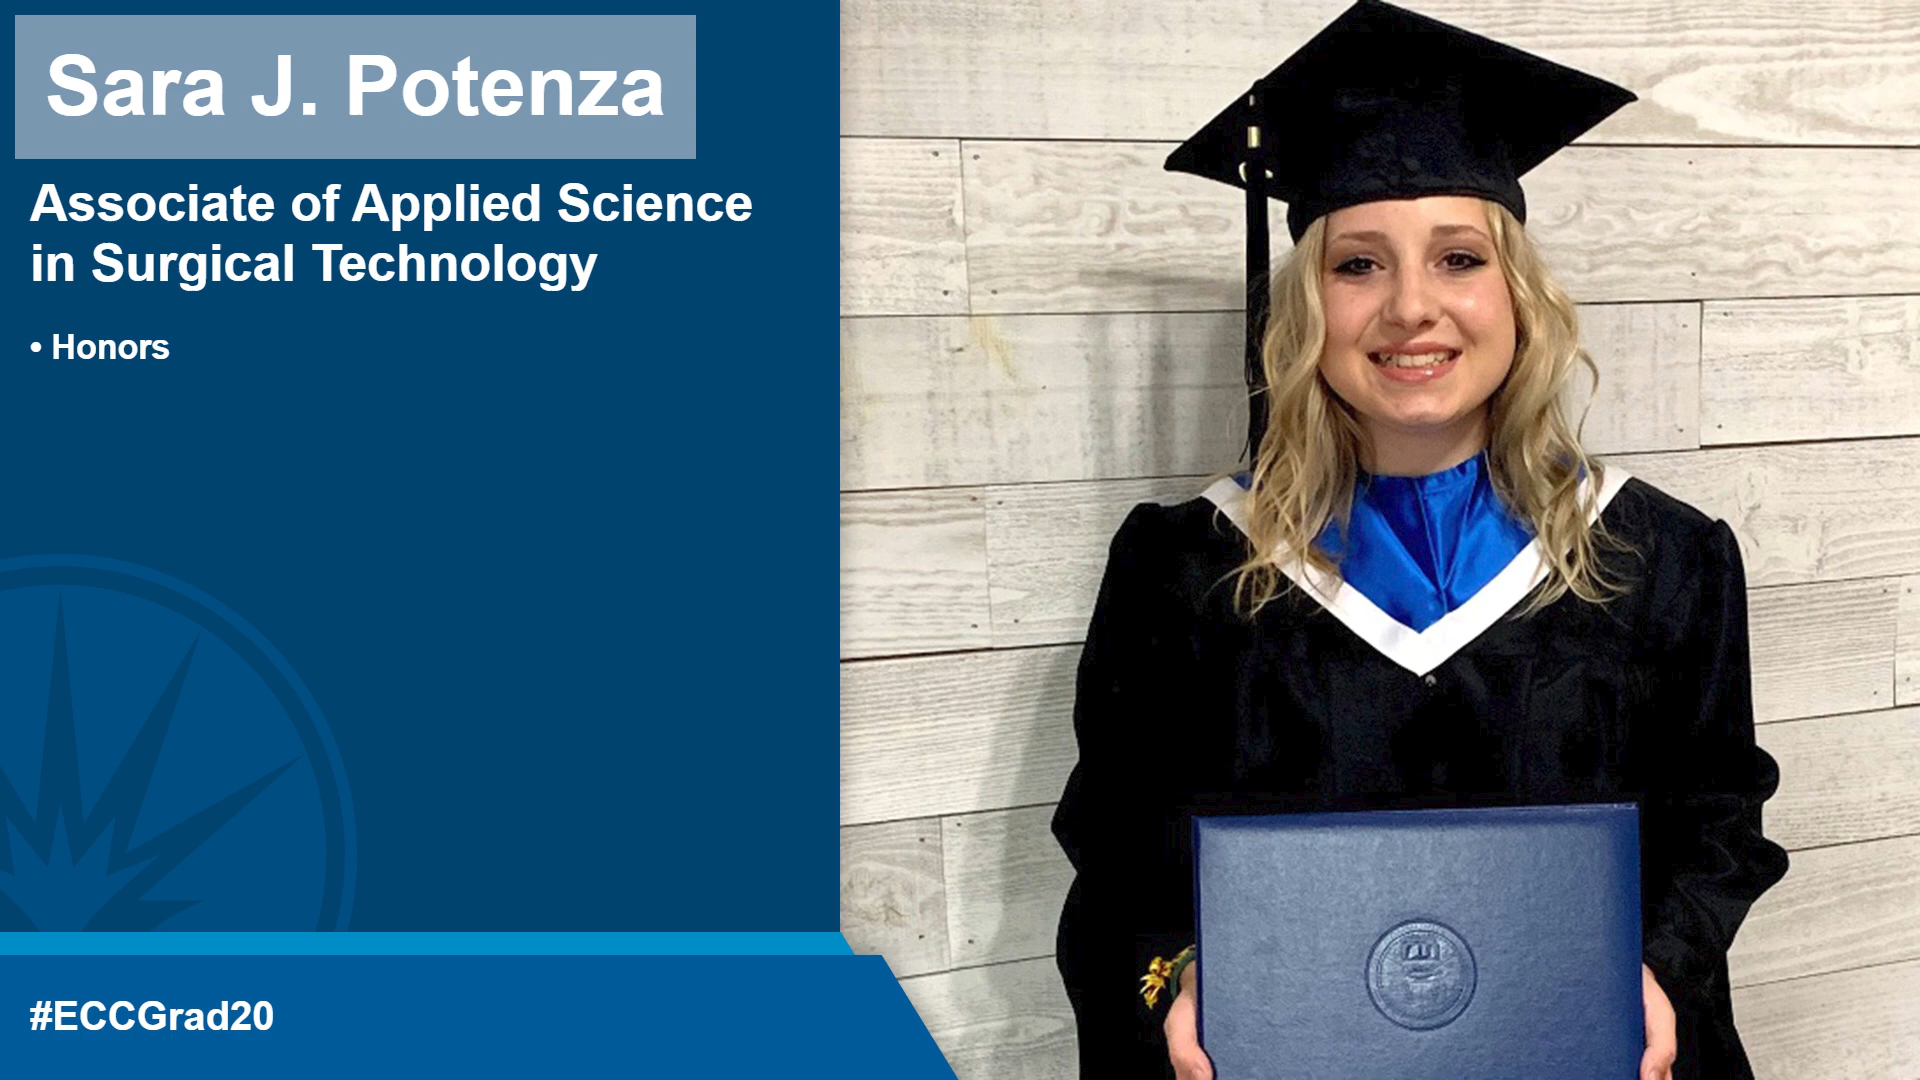 Sara J. Potenza
Associate of Applied Science
in Surgical Technology
• Honors
#ECCGrad20